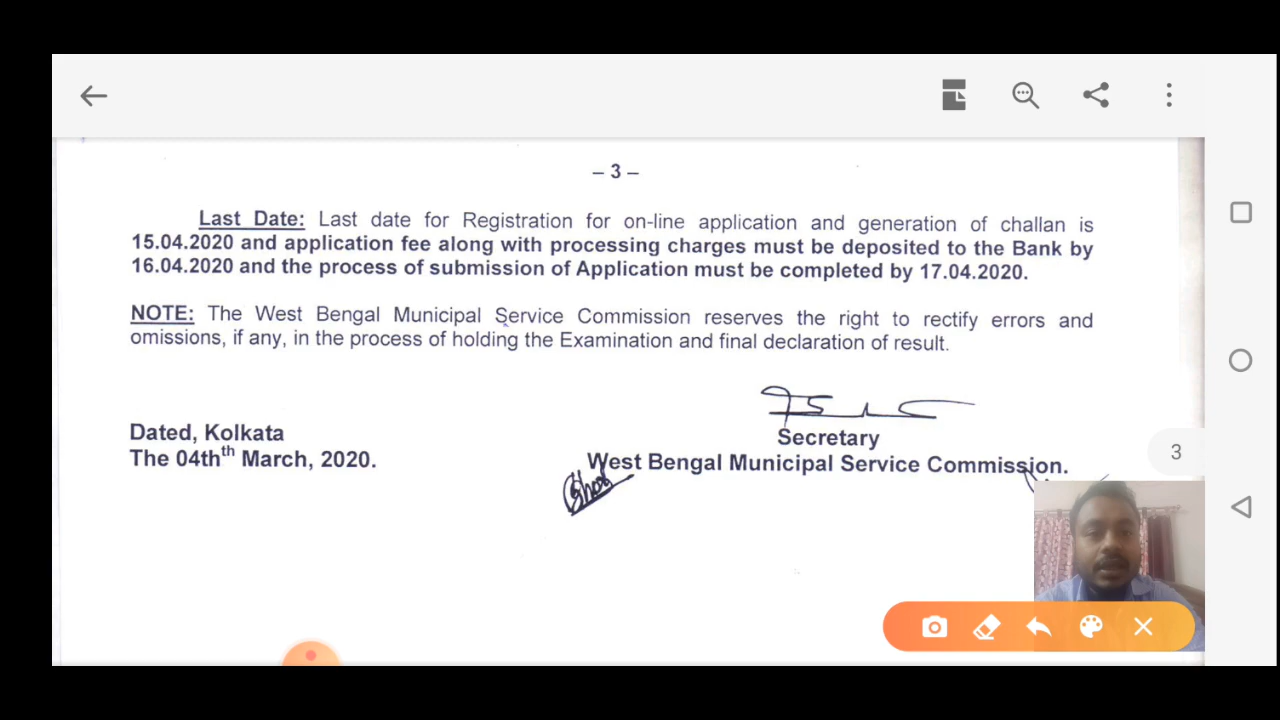 – 3 –
Last Date: Last date for Registration for on-line application and generation of challan is
15.04.2020 and application fee along with processing charges must be deposited to the Bank by
16.04.2020 and the process of submission of Application must be completed by 17.04.2020.
NOTE: The West Bengal Municipal Service Commission reserves the right to rectify errors and
omissions, if any, in the process of holding the Examination and final declaration of result.
Secretary
West Bengal Municipal Service Commission.
Dated, Kolkata
The 04thth March, 2020.
3